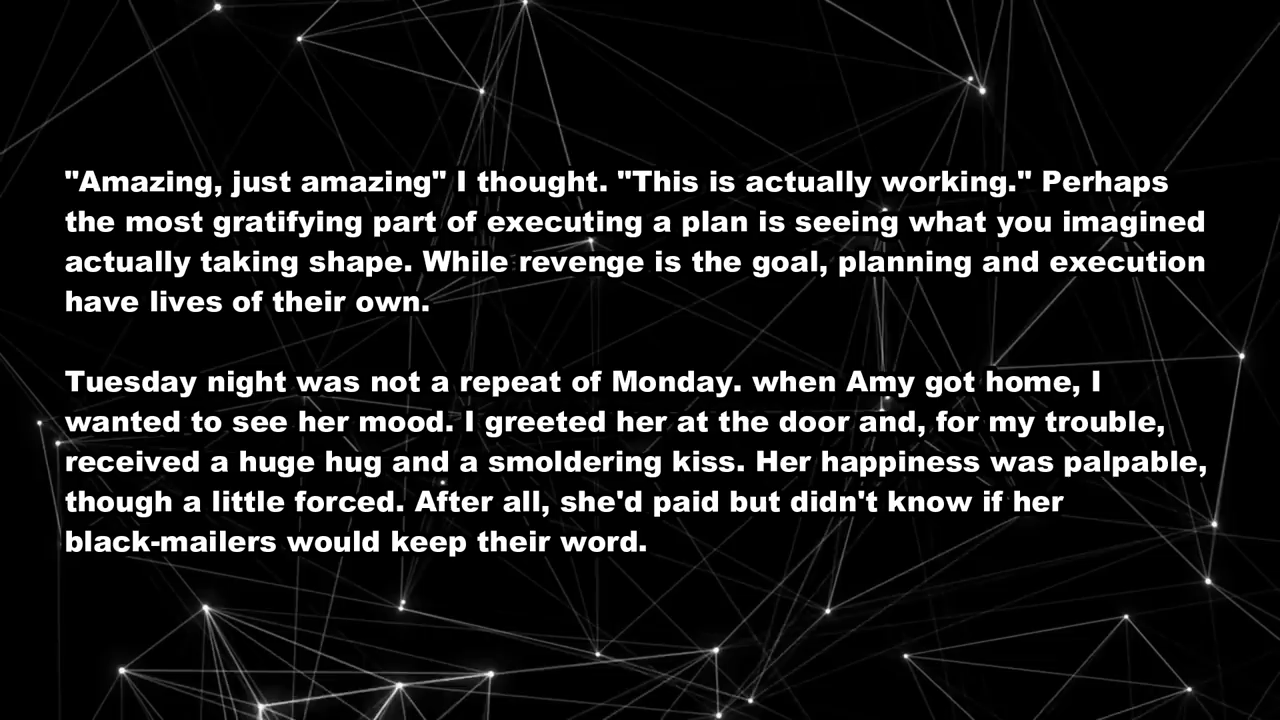 "Amazing, just amazing" I thought. "This is actually working." Perhaps
the most gratifying part of executing a plan is seeing what you imagined
actually taking shape. While revenge is the goal, planning and execution
have lives of their own.
Tuesday night was not a repeat of Monday. when Amy got home, I
wanted to see her mood. I greeted her at the door and, for my trouble,
received a huge hug and a smoldering kiss. Her happiness was palpable,
though a little forced. After all, she'd paid but didn't know if her
black-mailers would keep their word.